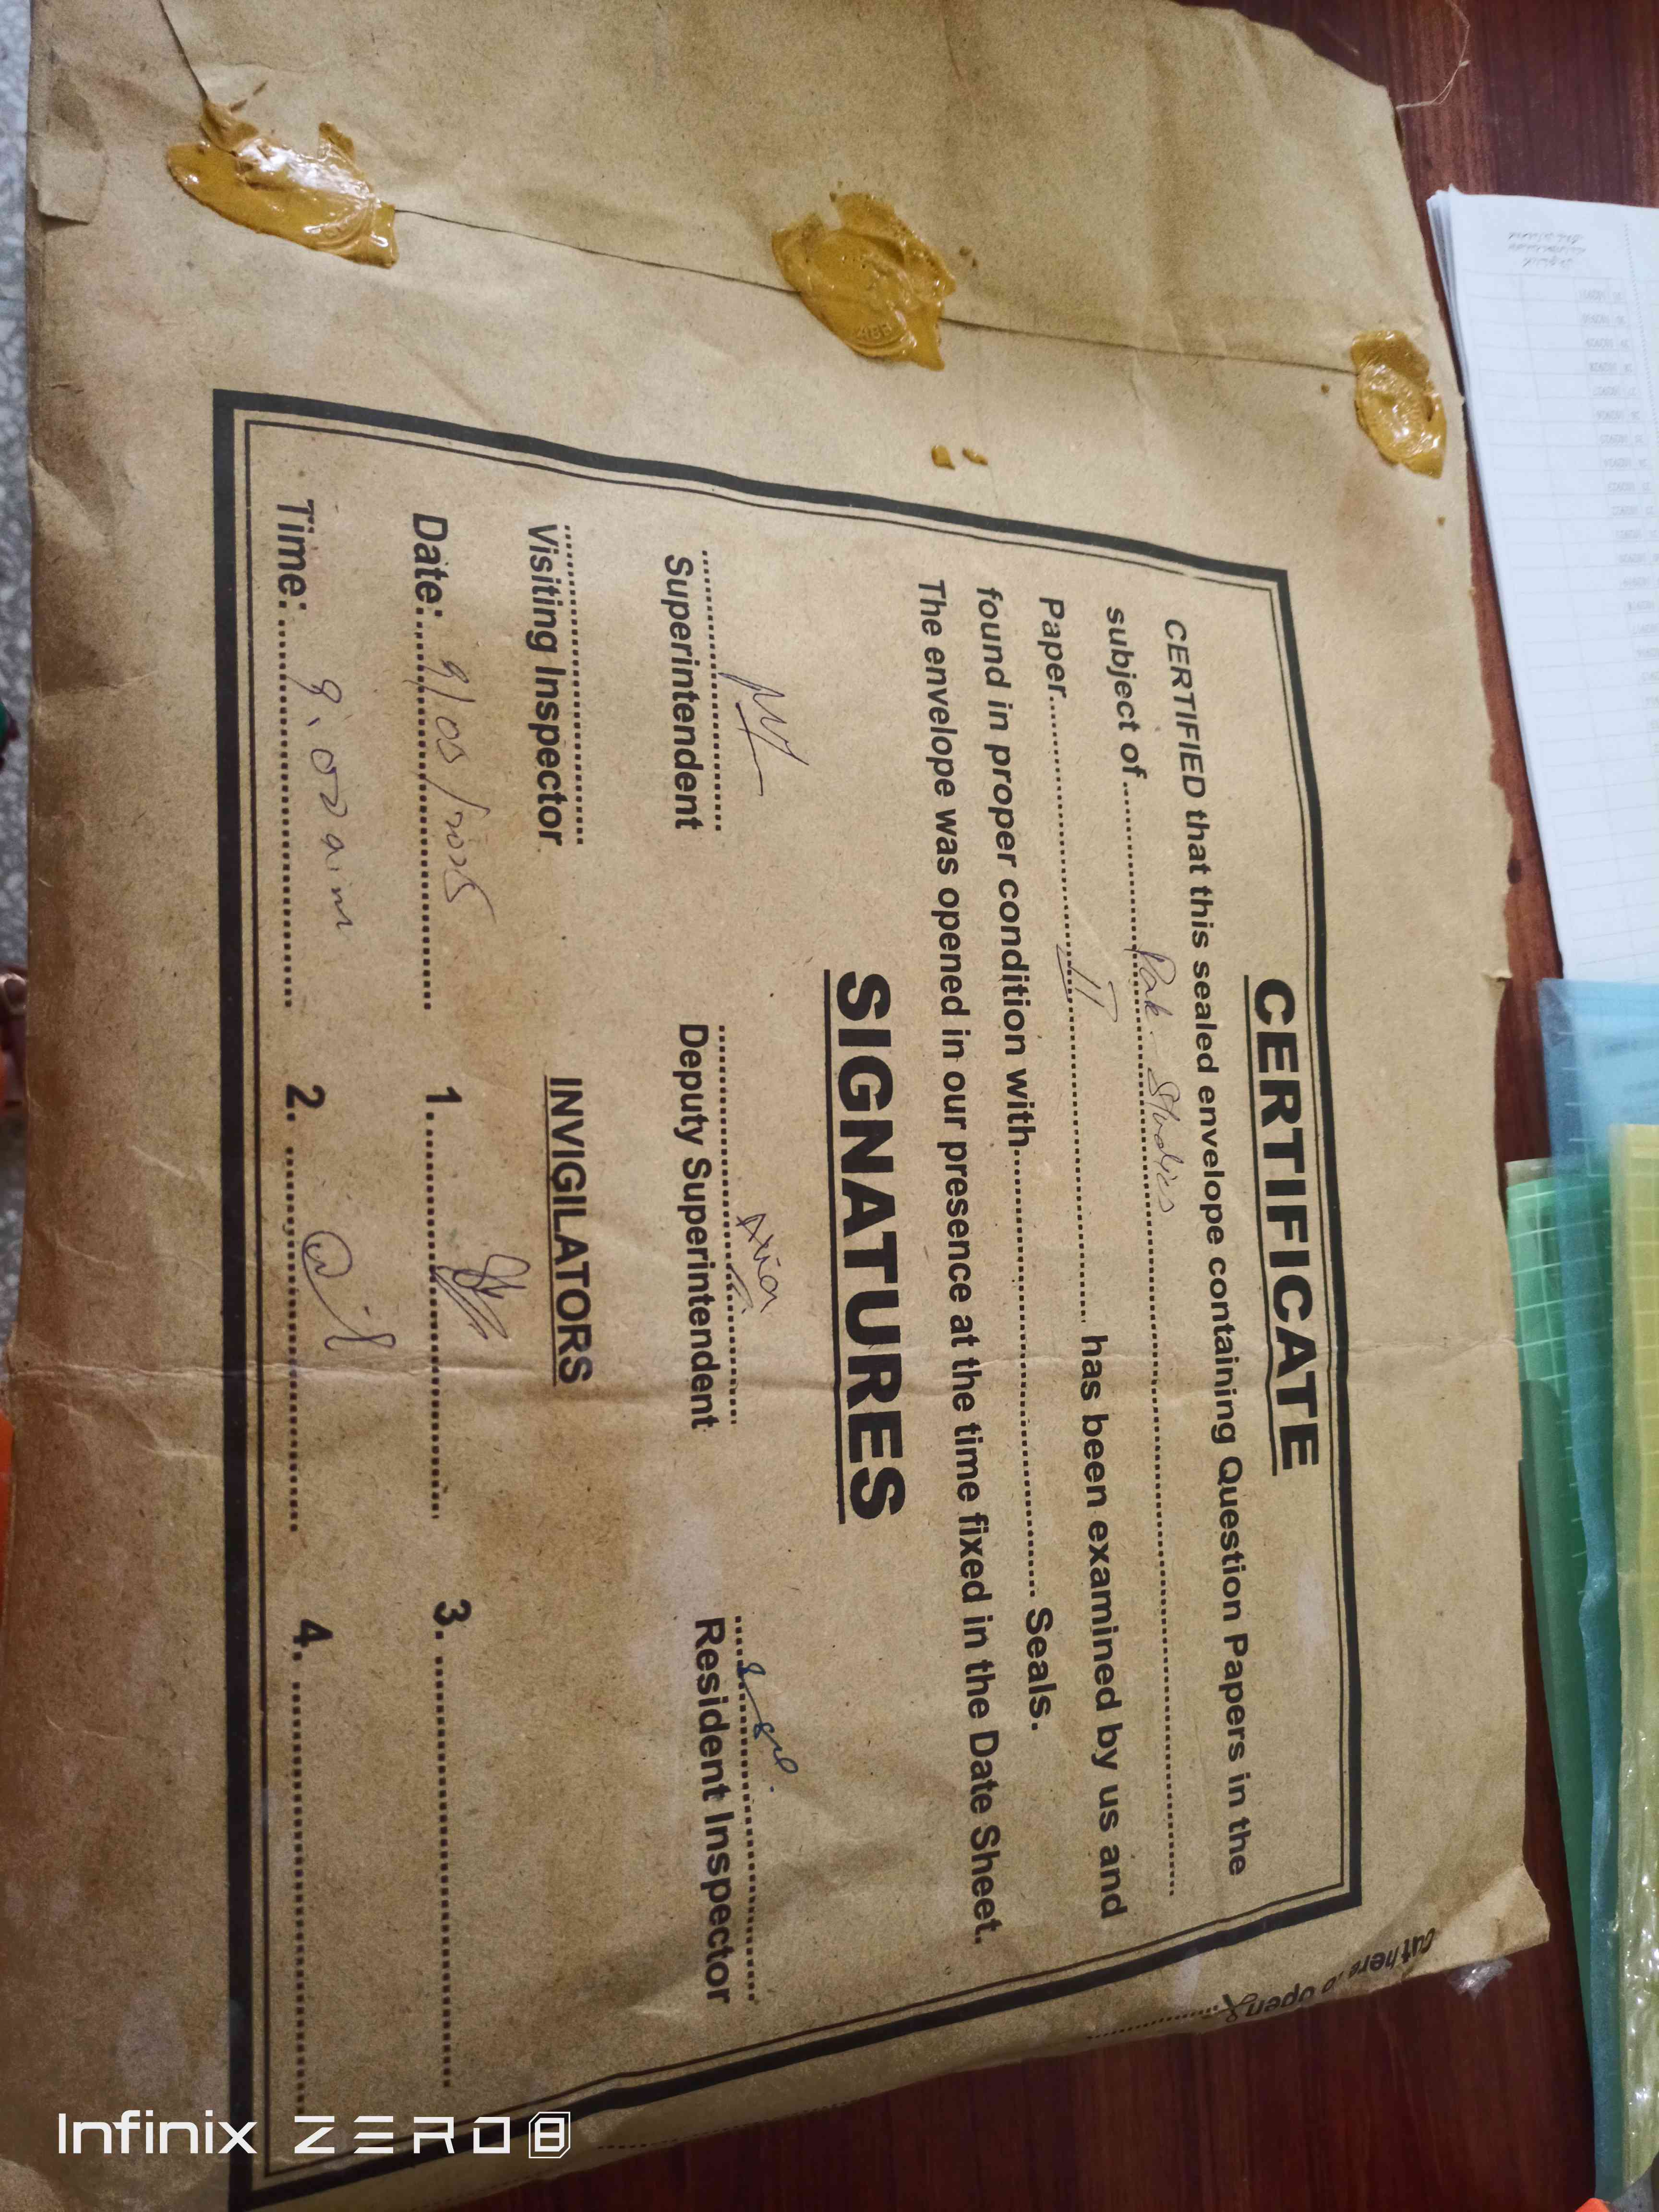 CERTIFICATE
CERTIFIED that this sealed envelope containing Question Papers in the
subject of Pak. Studies
Paper II has been examined by us and
found in proper condition with Seals.
The envelope was opened in our presence at the time fixed in the Date Sheet.
SIGNATURES
Superintendent Deputy Superintendent Resident Inspector
Visiting Inspector
INVIGILATORS
Date: 9/05/2025 1. 3.
Time: 9:02 aim 2. 4.
cut here to open
Infinix ZERO 8